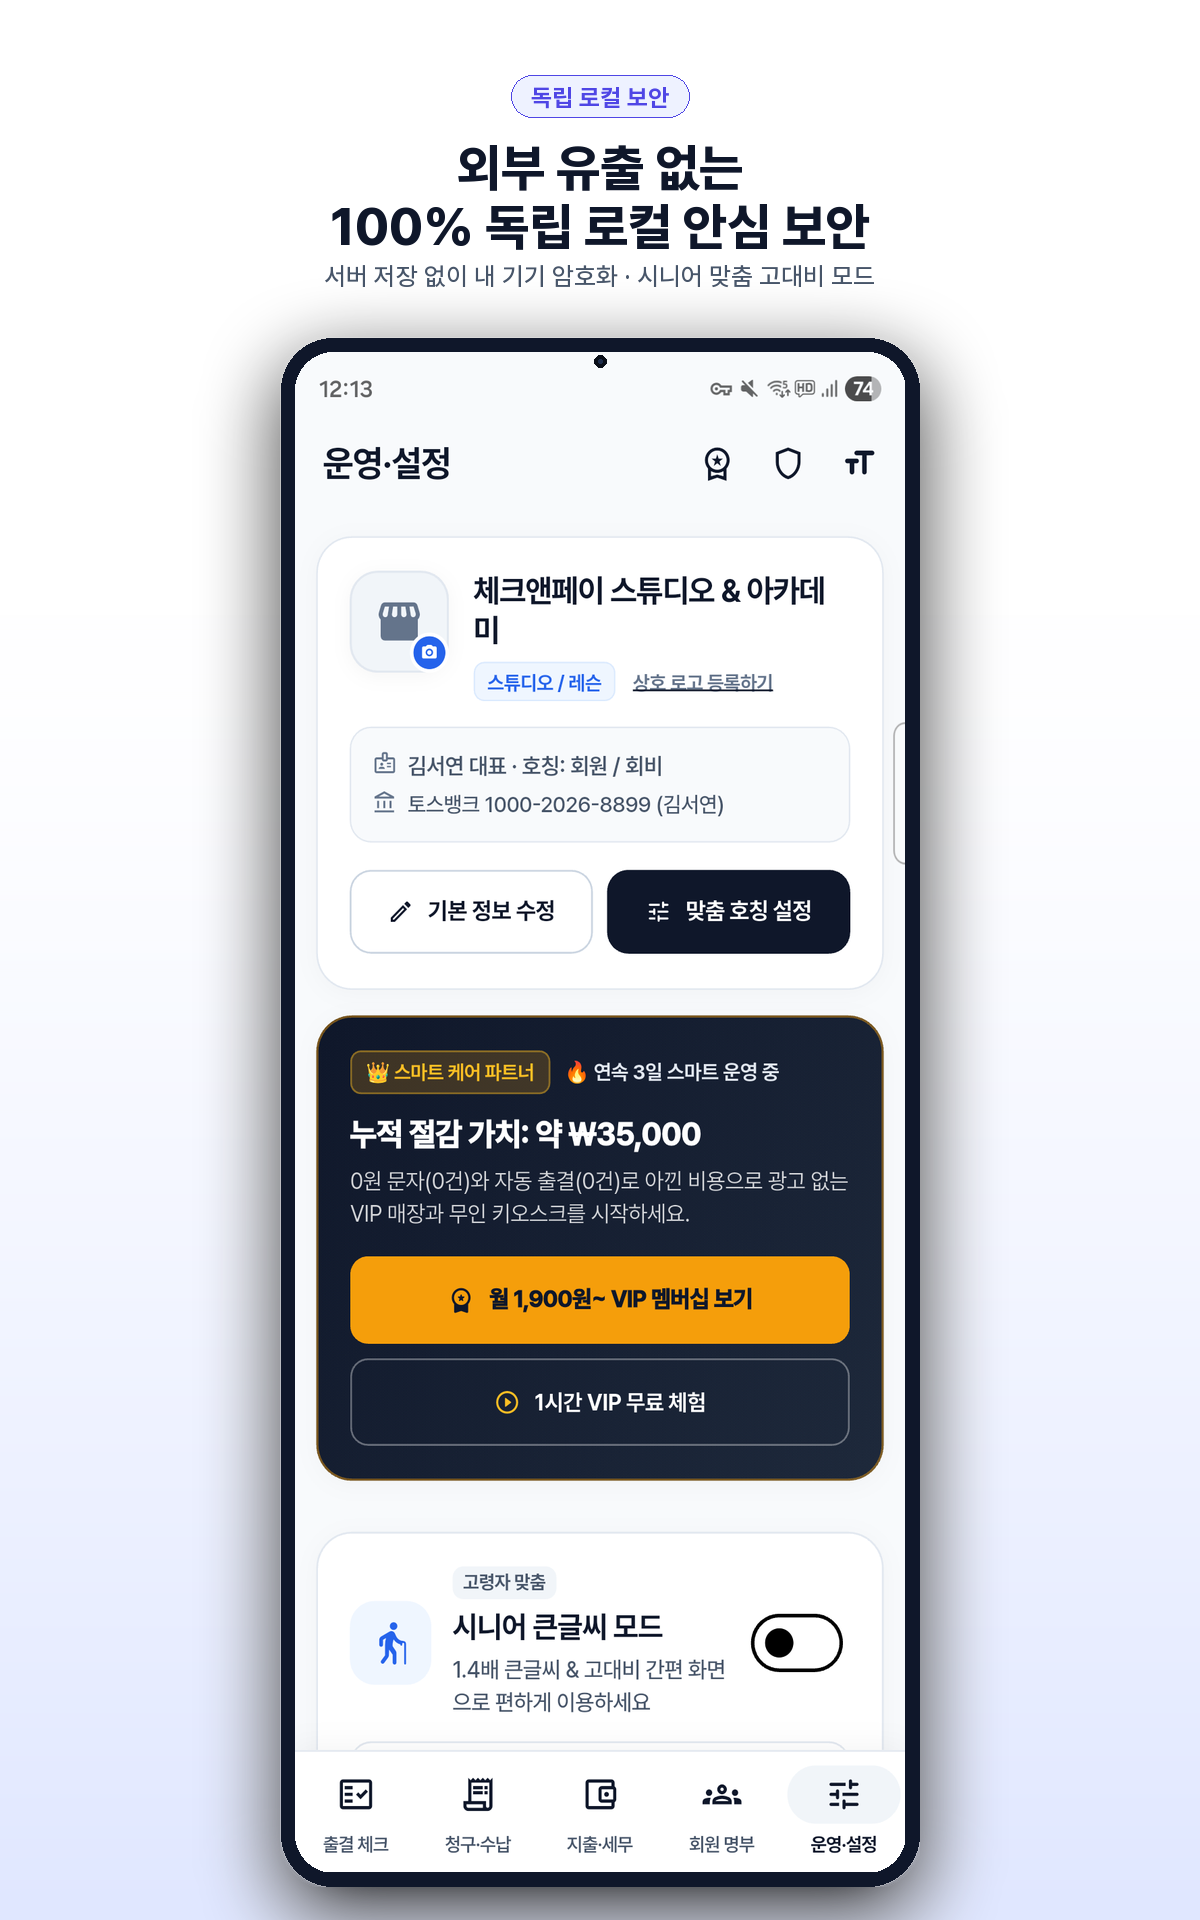 독립 로컬 보안
외부 유출 없는
100% 독립 로컬 안심 보안
서버 저장 없이 내 기기 암호화 · 시니어 맞춤 고대비 모드
12:13
HD
74
운영·설정
체크앤페이 스튜디오 & 아카데
미
스튜디오 / 레슨
상호 로고 등록하기
김서연 대표 · 호칭: 회원 / 회비
토스뱅크 1000-2026-8899 (김서연)
기본 정보 수정
맞춤 호칭 설정
스마트 케어 파트너
연속 3일 스마트 운영 중
누적 절감 가치: 약 ₩35,000
0원 문자(0건)와 자동 출결(0건)로 아낀 비용으로 광고 없는
VIP 매장과 무인 키오스크를 시작하세요.
월 1,900원~ VIP 멤버십 보기
1시간 VIP 무료 체험
고령자 맞춤
시니어 큰글씨 모드
1.4배 큰글씨 & 고대비 간편 화면
으로 편하게 이용하세요
출결 체크
청구·수납
지출·세무
회원 명부
운영·설정